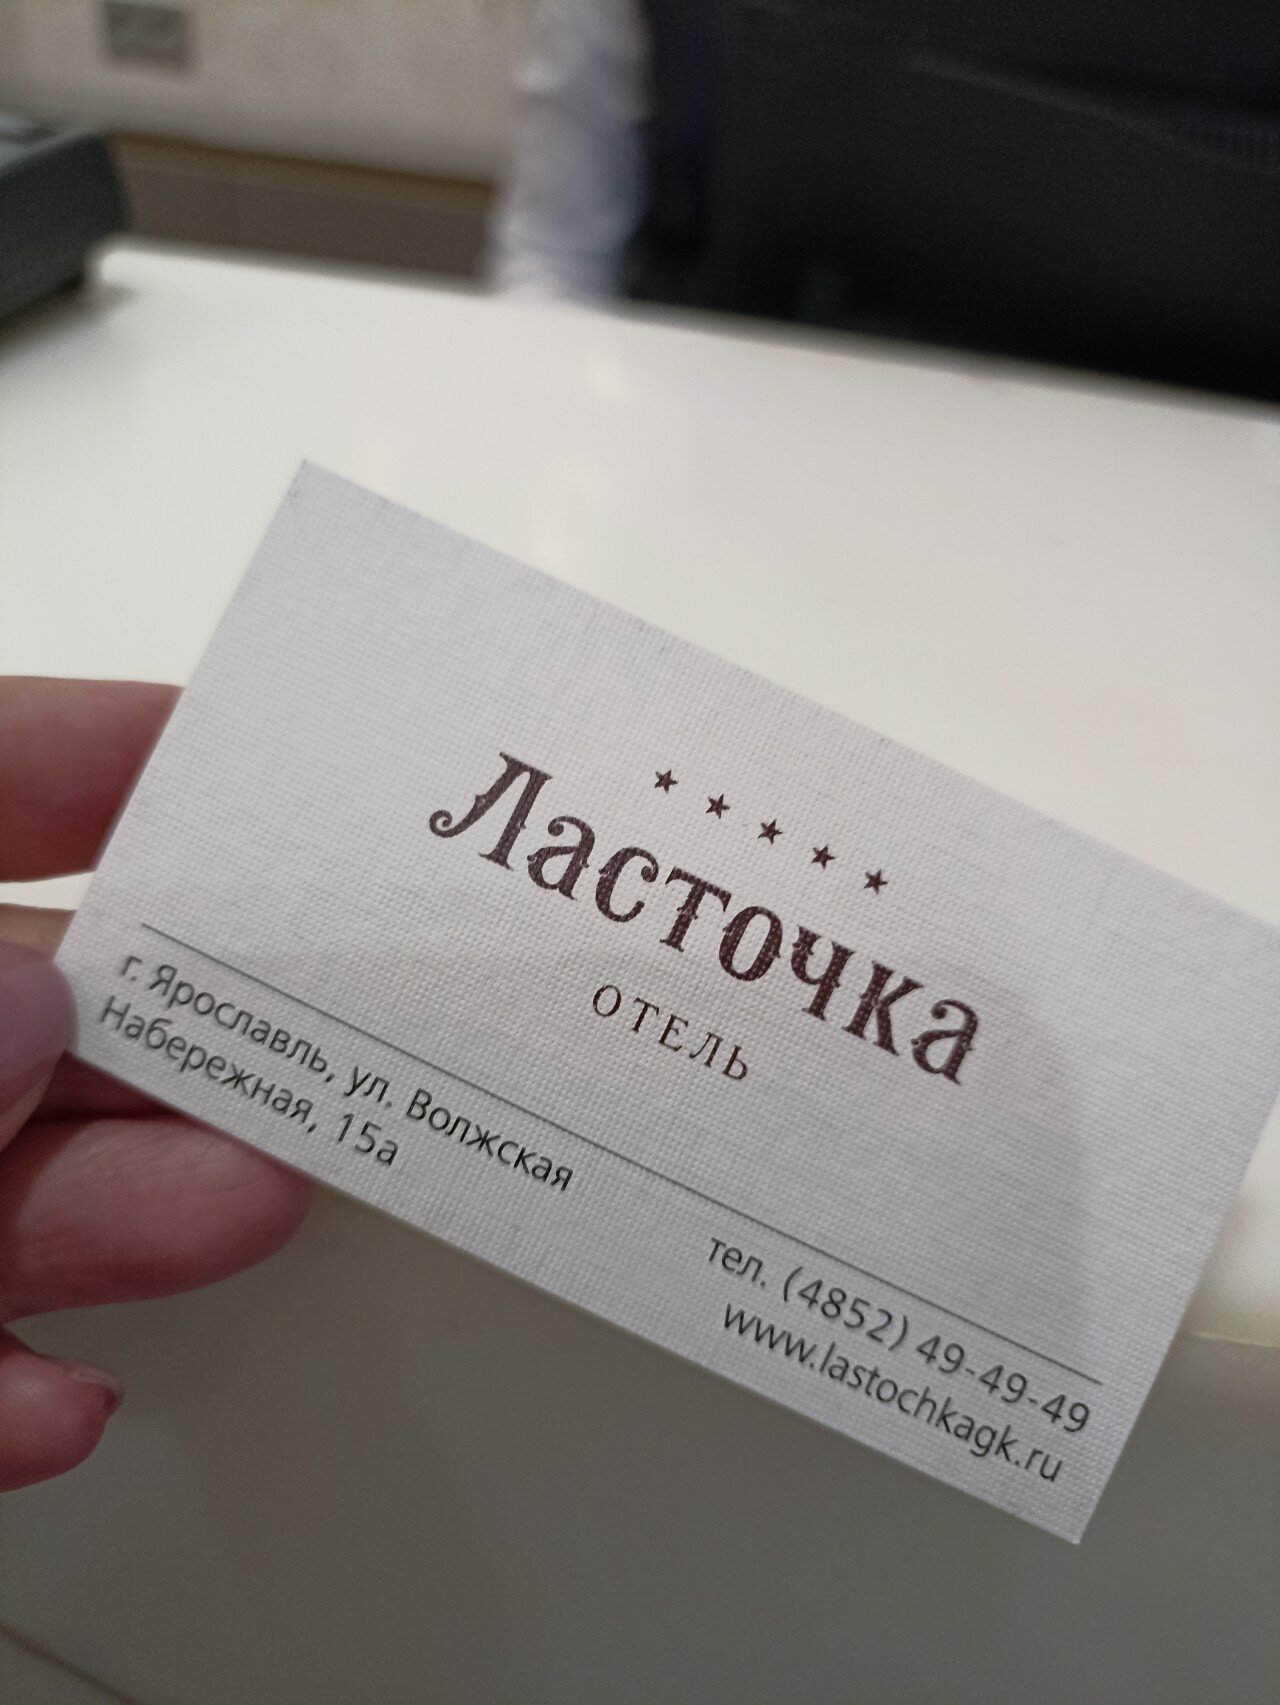 Ласточка
ОТЕЛЬ
г. Ярославль, ул. Волжская
Набережная, 15а
тел. (4852) 49-49-49
www.lastochkagk.ru